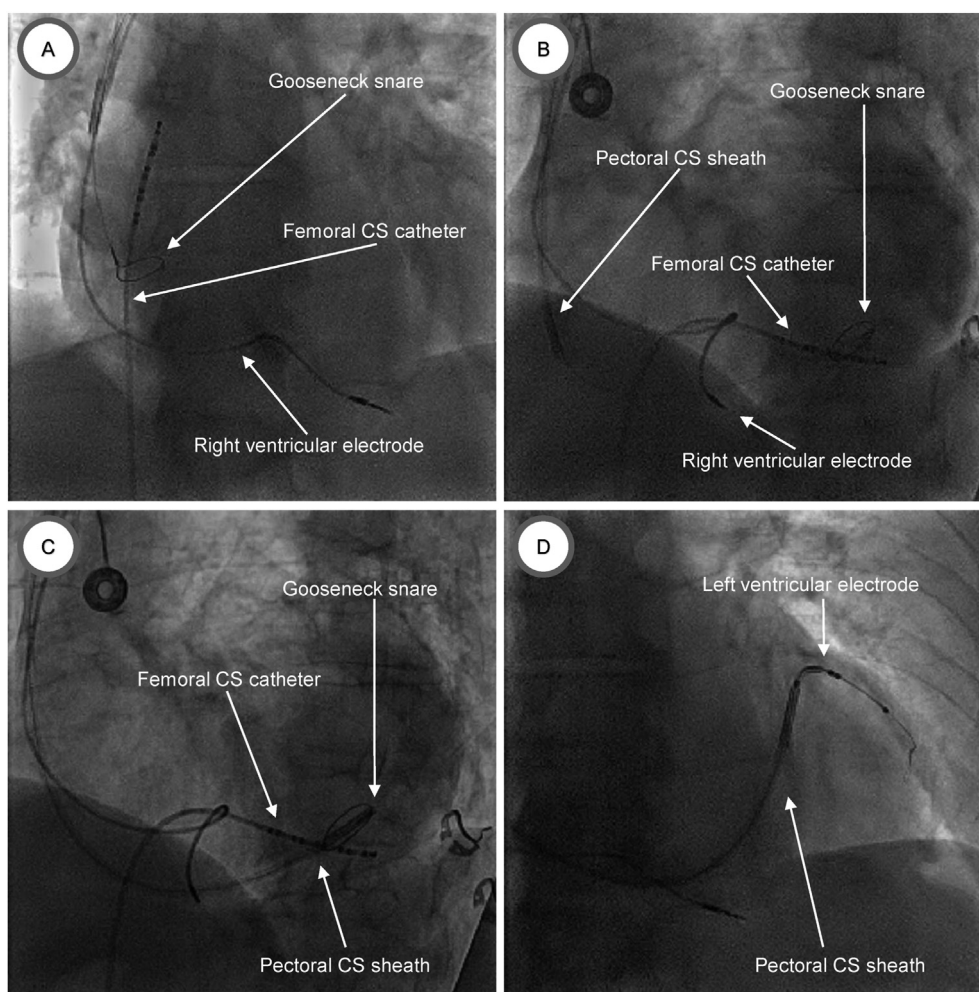 A
Gooseneck snare
Femoral CS catheter
Right ventricular electrode
B
Gooseneck snare
Pectoral CS sheath
Femoral CS catheter
Right ventricular electrode
C
Gooseneck snare
Femoral CS catheter
Pectoral CS sheath
D
Left ventricular electrode
Pectoral CS sheath